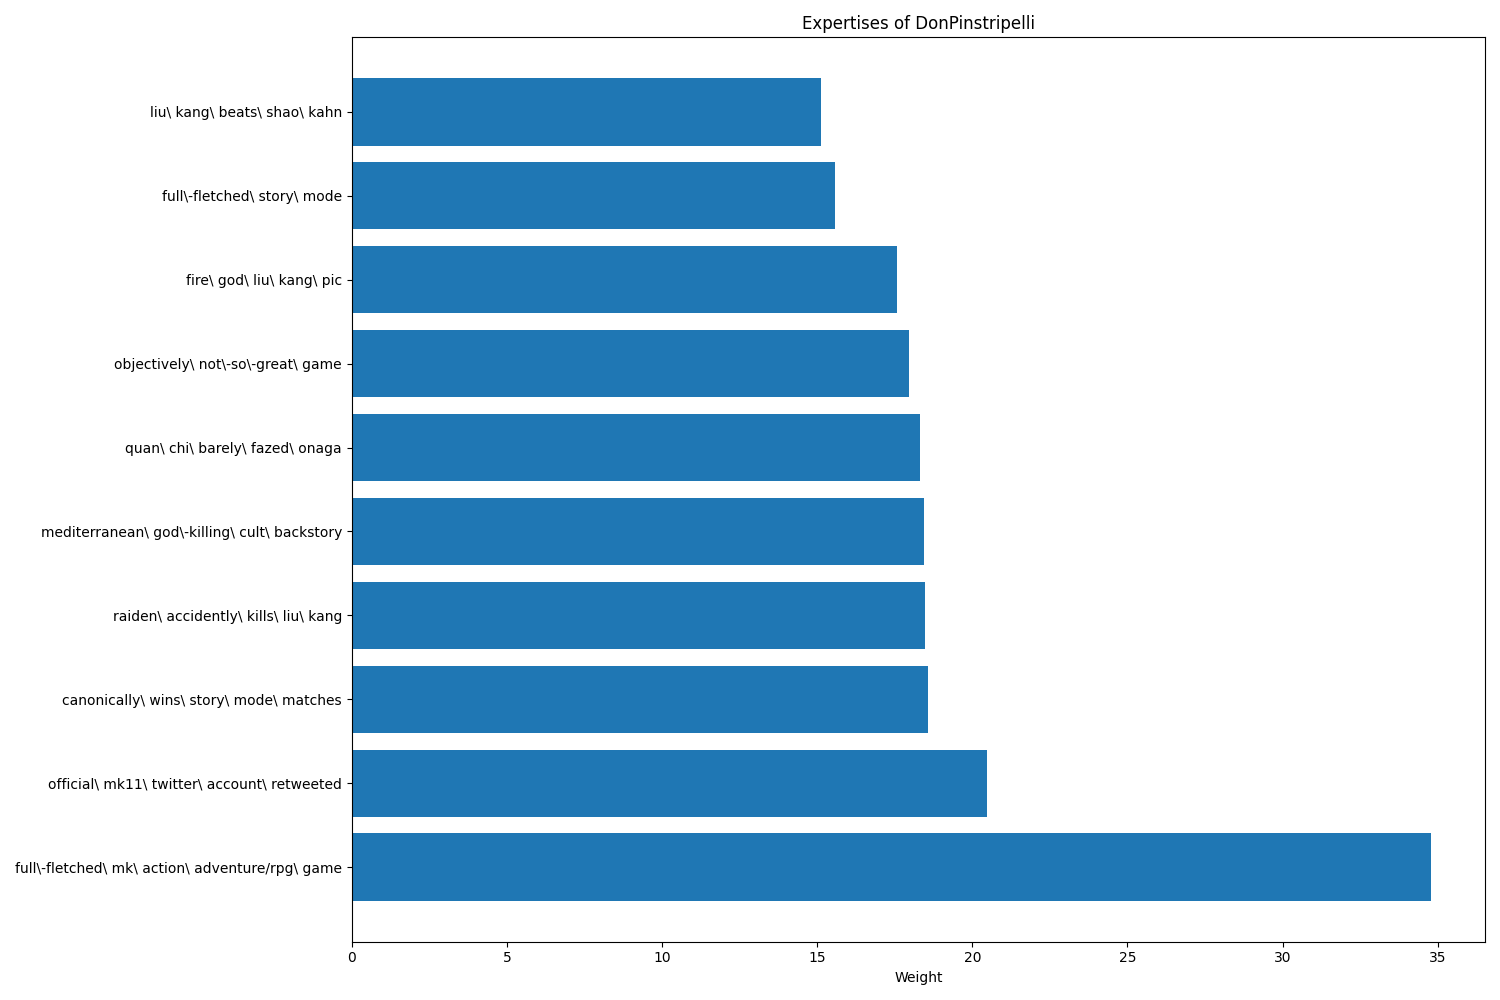 Expertises of DonPinstripelli
liu\ kang\ beats\ shao\ kahn
full\-fletched\ story\ mode
fire\ god\ liu\ kang\ pic
objectively\ not\-so\-great\ game
quan\ chi\ barely\ fazed\ onaga
mediterranean\ god\-killing\ cult\ backstory
raiden\ accidently\ kills\ liu\ kang
canonically\ wins\ story\ mode\ matches
official\ mk11\ twitter\ account\ retweeted
full\-fletched\ mk\ action\ adventure/rpg\ game
0 5 10 15 20 25 30 35
Weight